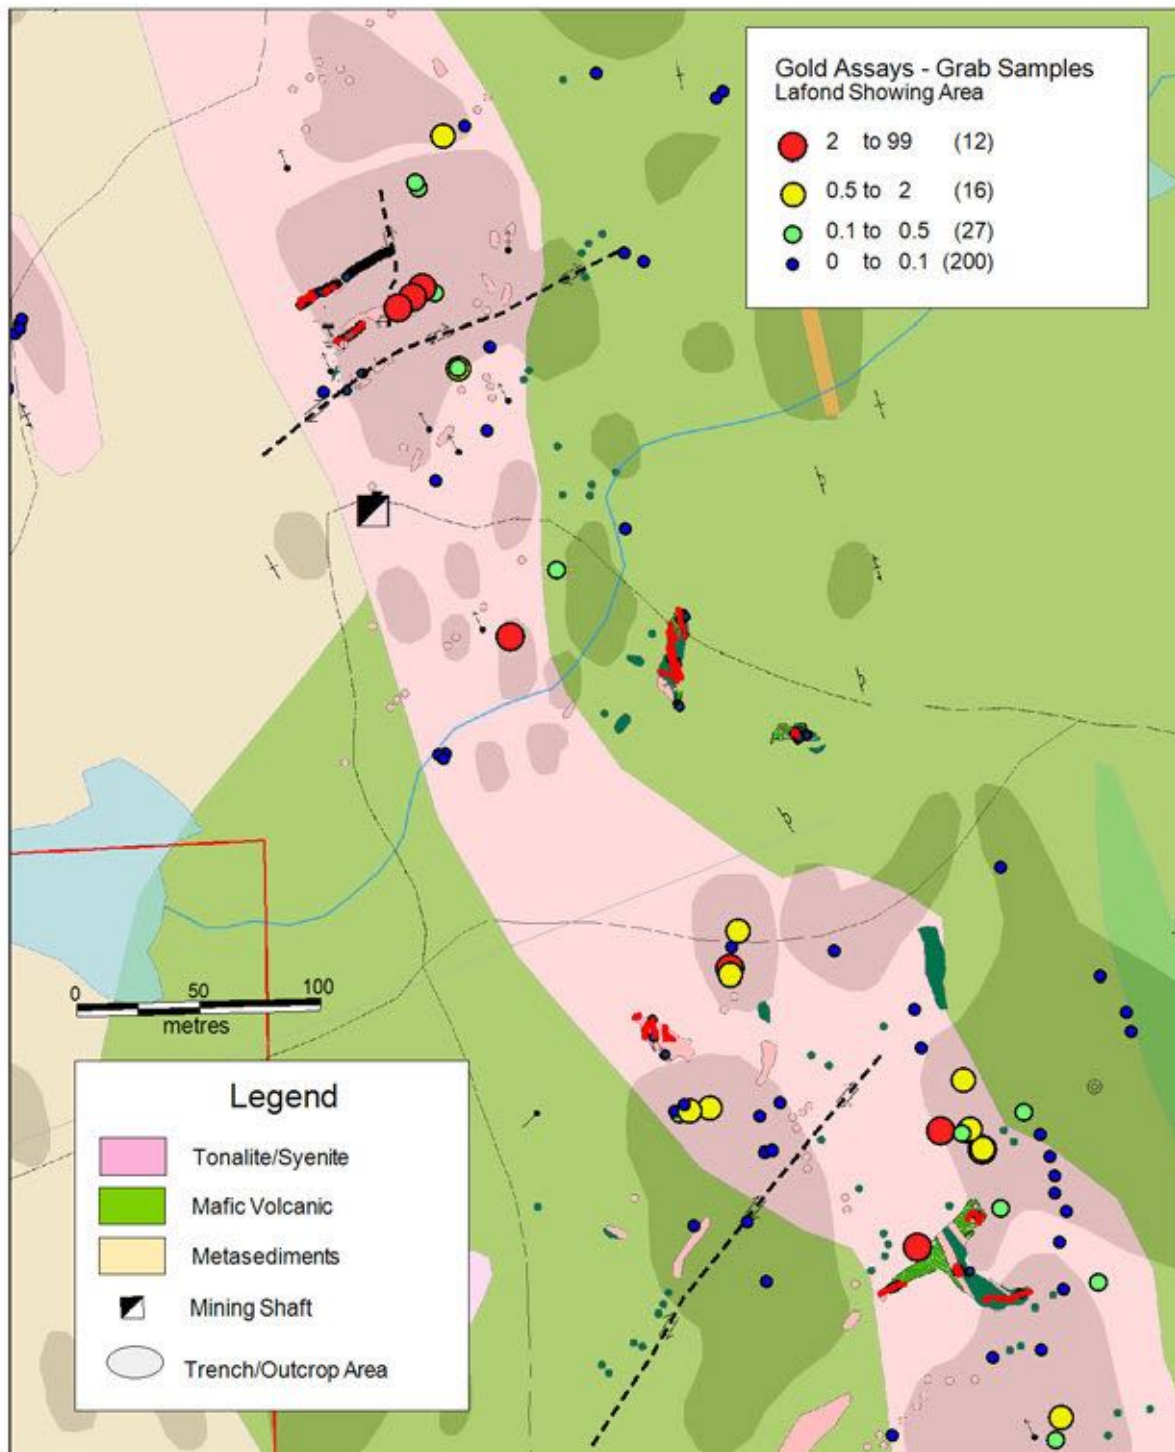 Gold Assays - Grab Samples
Lafond Showing Area
2 to 99 (12)
0.5 to 2 (16)
0.1 to 0.5 (27)
0 to 0.1 (200)
0 50 100
metres
Legend
Tonalite/Syenite
Mafic Volcanic
Metasediments
Mining Shaft
Trench/Outcrop Area